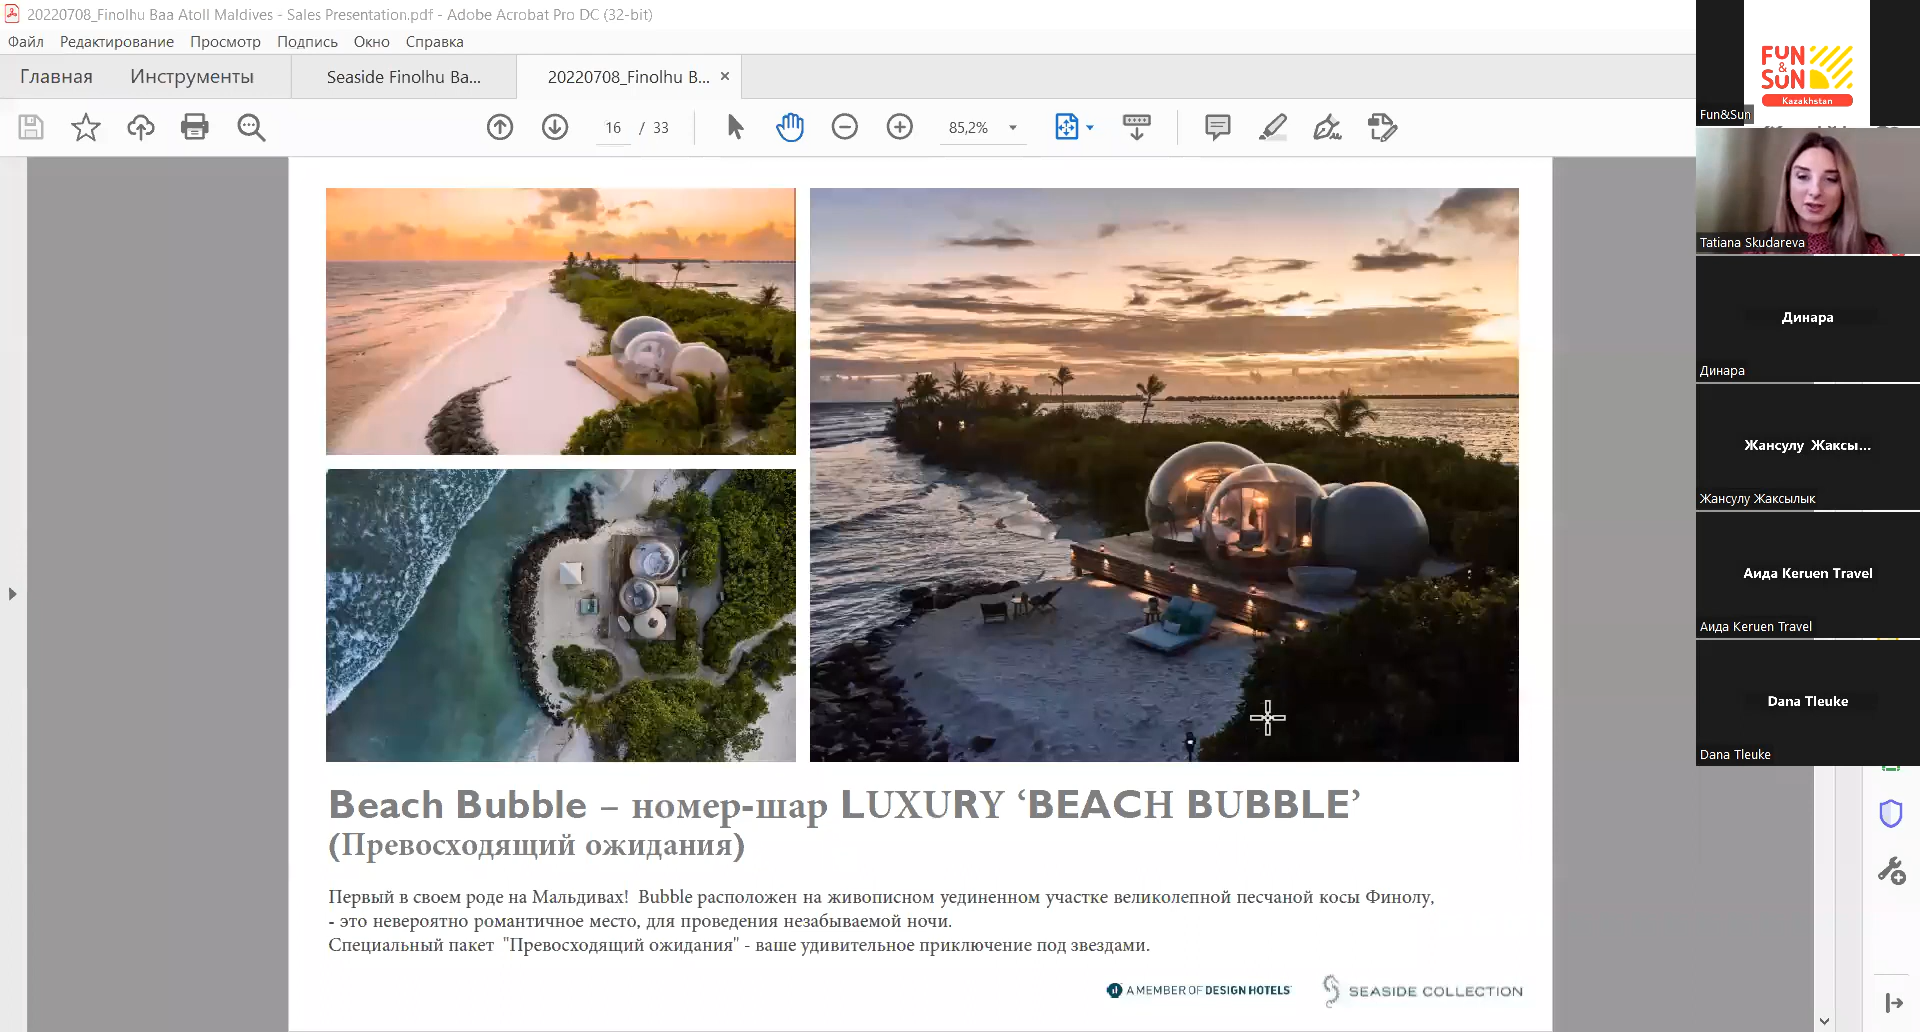 20220708_Finolhu Baa Atoll Maldives - Sales Presentation.pdf - Adobe Acrobat Pro DC (32-bit)
Файл Редактирование Просмотр Подпись Окно Справка
Главная Инструменты Seaside Finolhu Ba... 20220708_Finolhu B... ×
16 / 33 85,2%
FUN
&
SUN
Kazakhstan
Fun&Sun
Tatiana Skudareva
Динара
Динара
Жансулу Жаксы...
Жансулу Жаксылык
Аида Keruen Travel
Аида Keruen Travel
Dana Tleuke
Dana Tleuke
Beach Bubble – номер-шар LUXURY ‘BEACH BUBBLE’
(Превосходящий ожидания)
Первый в своем роде на Мальдивах! Bubble расположен на живописном уединенном участке великолепной песчаной косы Финолу,
- это невероятно романтичное место, для проведения незабываемой ночи.
Специальный пакет "Превосходящий ожидания" - ваше удивительное приключение под звездами.
A MEMBER OF DESIGN HOTELS
SEASIDE COLLECTION